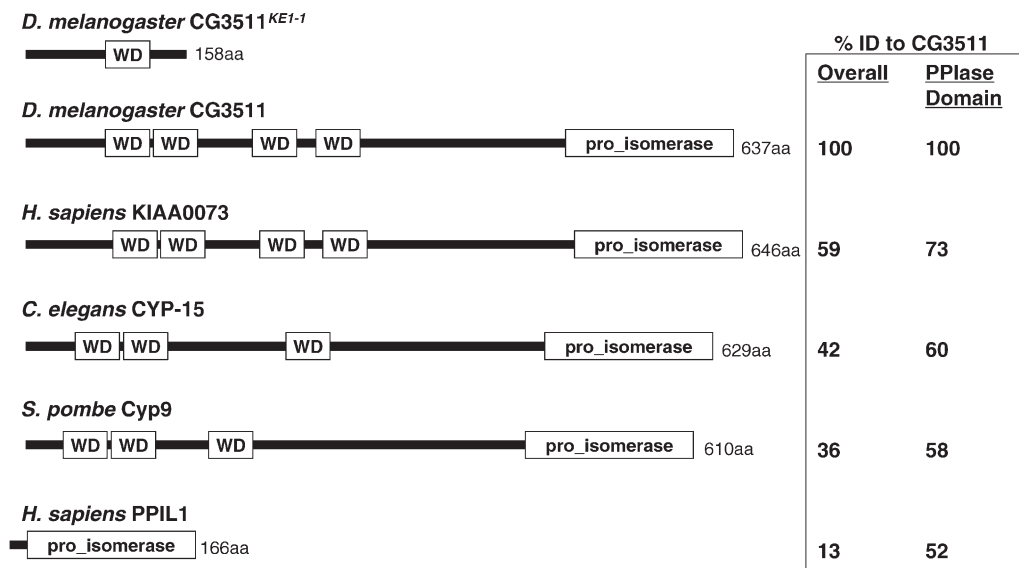 D. melanogaster CG3511KE1-1
WD 158aa
% ID to CG3511
Overall PPIase
Domain
D. melanogaster CG3511
WD WD WD WD pro_isomerase 637aa
100 100
H. sapiens KIAA0073
WD WD WD WD pro_isomerase 646aa
59 73
C. elegans CYP-15
WD WD WD pro_isomerase 629aa
42 60
S. pombe Cyp9
WD WD WD pro_isomerase 610aa
36 58
H. sapiens PPIL1
pro_isomerase 166aa
13 52